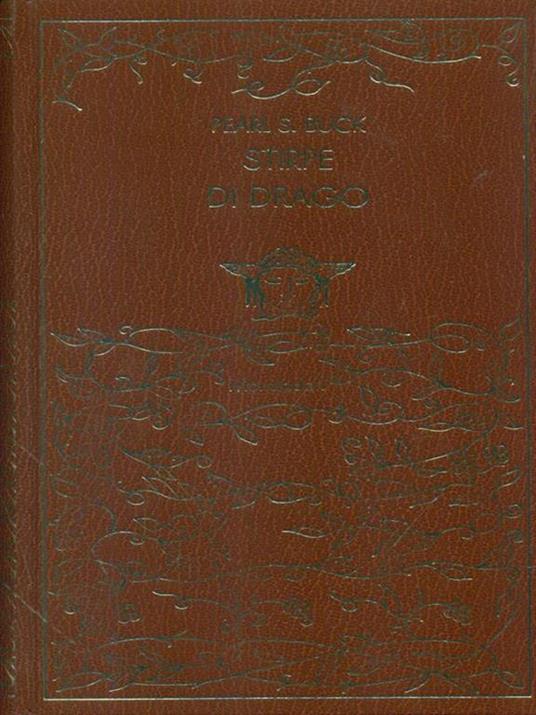 PEARL S. BUCK
STIRPE
DI DRAGO